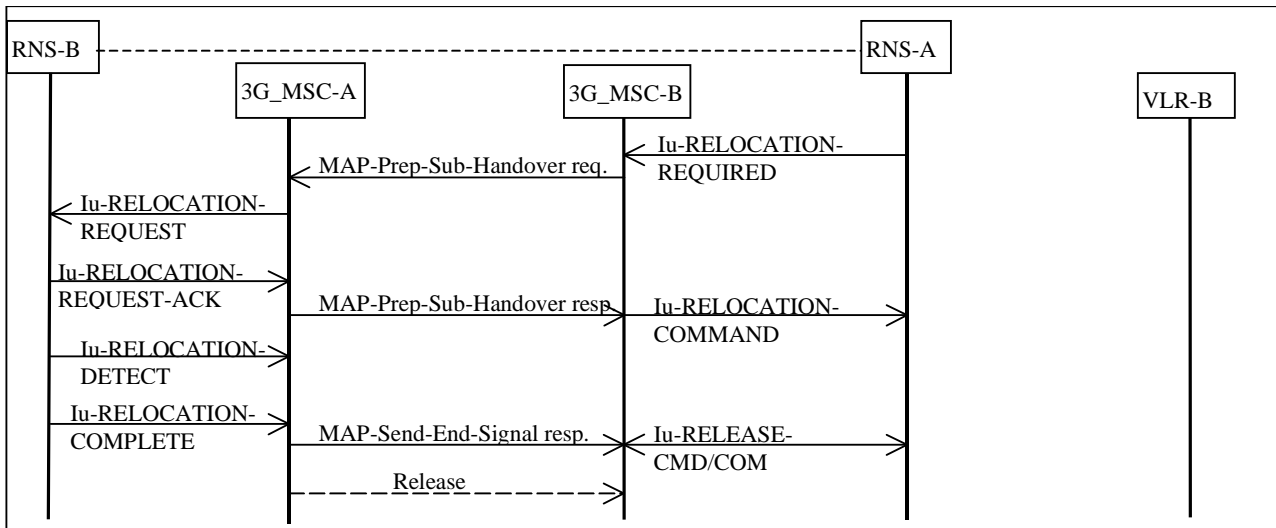 RNS-B
RNS-A
3G_MSC-A
3G_MSC-B
VLR-B
Iu-RELOCATION-
REQUIRED
MAP-Prep-Sub-Handover req.
Iu-RELOCATION-
REQUEST
Iu-RELOCATION-
REQUEST-ACK
MAP-Prep-Sub-Handover resp
Iu-RELOCATION-
COMMAND
Iu-RELOCATION-
DETECT
Iu-RELOCATION-
COMPLETE
MAP-Send-End-Signal resp.
Iu-RELEASE-
CMD/COM
Release